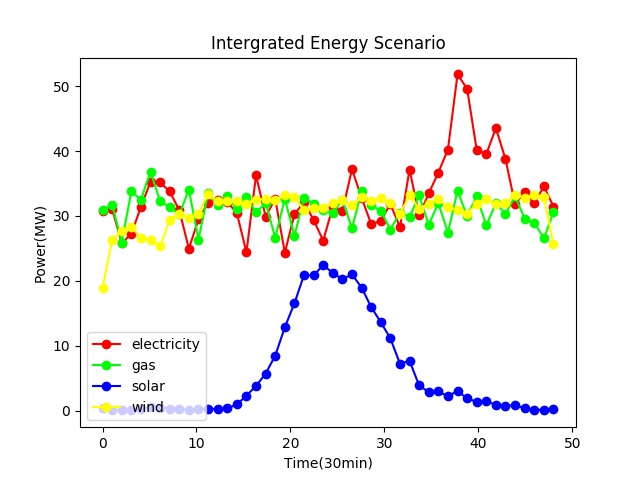 Intergrated Energy Scenario
Power(MW)
50
40
30
20
10
0
electricity
gas
solar
wind
0 10 20 30 40 50
Time(30min)